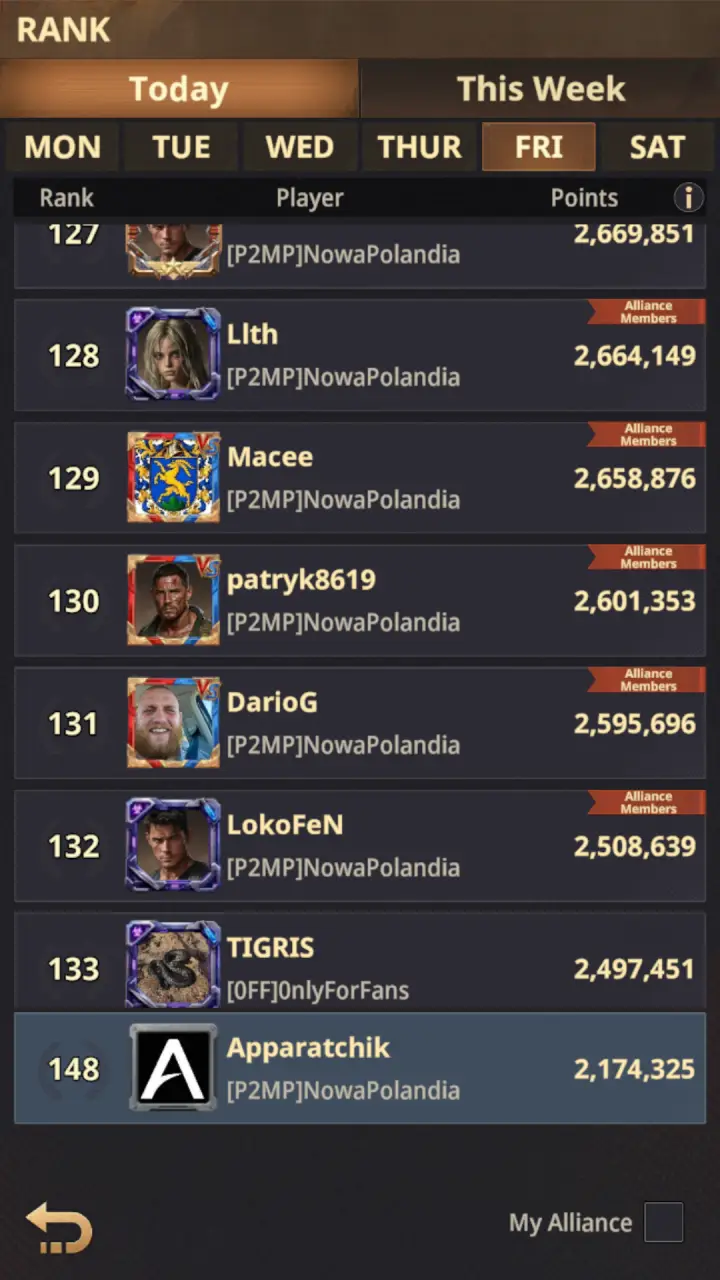 RANK
Today
This Week
MON TUE WED THUR FRI SAT
Rank Player Points i
127
[P2MP]NowaPolandia
2,669,851
Alliance
Members
128
Llth
[P2MP]NowaPolandia
2,664,149
Alliance
Members
129
Macee
[P2MP]NowaPolandia
2,658,876
Alliance
Members
130
patryk8619
[P2MP]NowaPolandia
2,601,353
Alliance
Members
131
DarioG
[P2MP]NowaPolandia
2,595,696
Alliance
Members
132
LokoFeN
[P2MP]NowaPolandia
2,508,639
133
TIGRIS
[0FF]0nlyForFans
2,497,451
148
Apparatchik
[P2MP]NowaPolandia
2,174,325
My Alliance